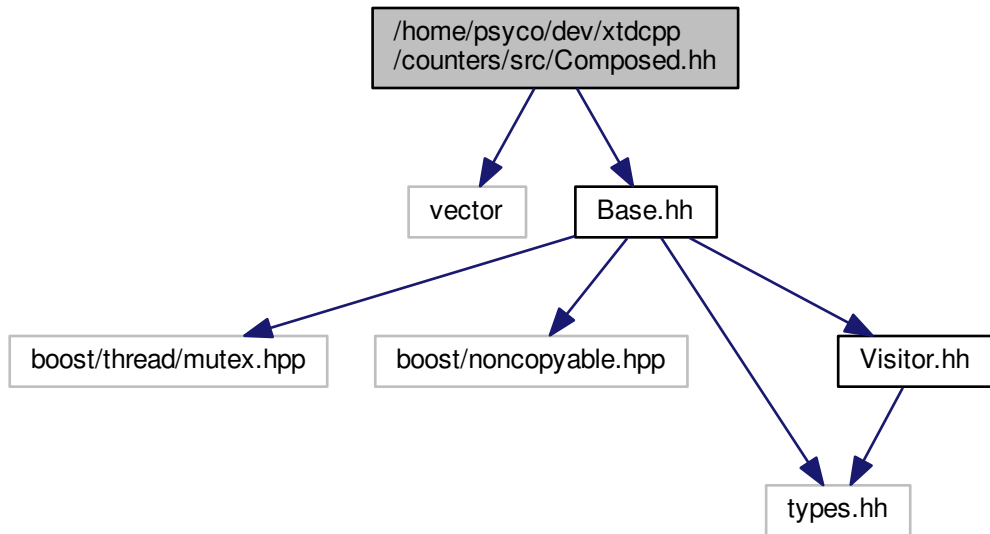 /home/psyco/dev/xtdcpp
/counters/src/Composed.hh
vector
Base.hh
boost/thread/mutex.hpp
boost/noncopyable.hpp
Visitor.hh
types.hh